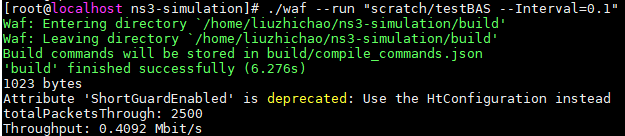 [root@localhost ns3-simulation]# ./waf --run "scratch/testBAS --Interval=0.1"
Waf: Entering directory `/home/liuzhichao/ns3-simulation/build'
Waf: Leaving directory `/home/liuzhichao/ns3-simulation/build'
Build commands will be stored in build/compile_commands.json
'build' finished successfully (6.276s)
1023 bytes
Attribute 'ShortGuardEnabled' is deprecated: Use the HtConfiguration instead
totalPacketsThrough: 2500
Throughput: 0.4092 Mbit/s